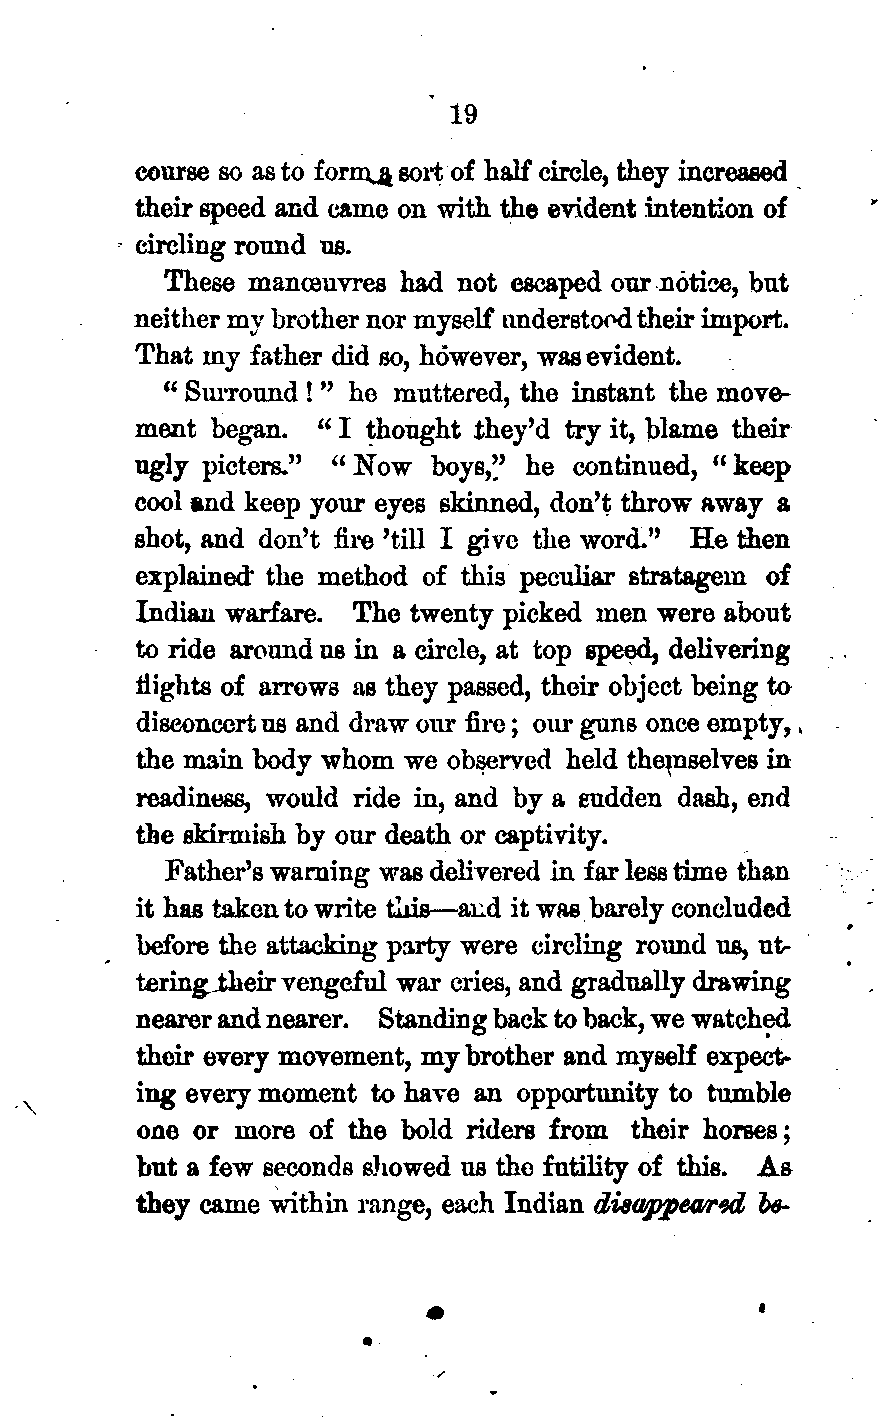 19
course so as to form a sort of half circle, they increased
their speed and came on with the evident intention of
circling round us.
These manœuvres had not escaped our notice, but
neither my brother nor myself understood their import.
That my father did so, however, was evident.
“Surround!” he muttered, the instant the move-
ment began. “I thought they’d try it, blame their
ugly picters.” “Now boys,” he continued, “keep
cool and keep your eyes skinned, don’t throw away a
shot, and don’t fire ’till I give the word.” He then
explained the method of this peculiar stratagem of
Indian warfare. The twenty picked men were about
to ride around us in a circle, at top speed, delivering
flights of arrows as they passed, their object being to
disconcert us and draw our fire; our guns once empty,
the main body whom we observed held themselves in
readiness, would ride in, and by a sudden dash, end
the skirmish by our death or captivity.
Father’s warning was delivered in far less time than
it has taken to write this—and it was barely concluded
before the attacking party were circling round us, ut-
tering their vengeful war cries, and gradually drawing
nearer and nearer. Standing back to back, we watched
their every movement, my brother and myself expect-
ing every moment to have an opportunity to tumble
one or more of the bold riders from their horses;
but a few seconds showed us the futility of this. As
they came within range, each Indian disappeared be-